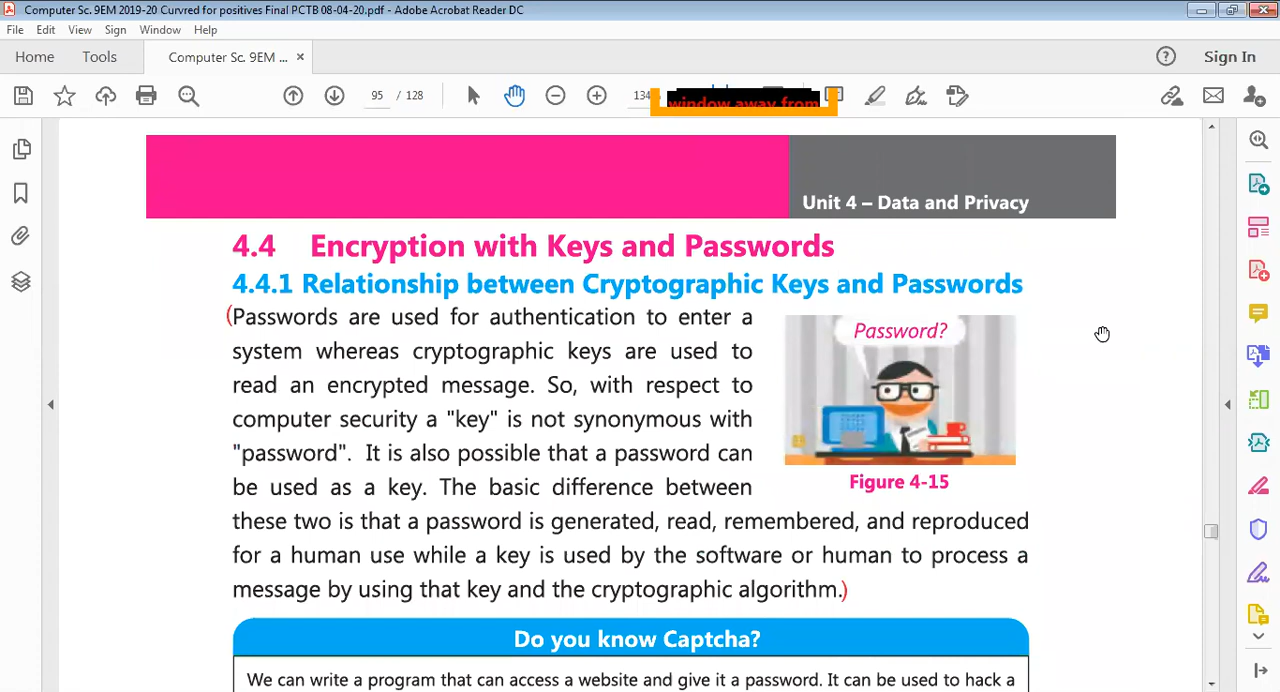 Computer Sc. 9EM 2019-20 Curvred for positives Final PCTB 08-04-20.pdf - Adobe Acrobat Reader DC
File Edit View Sign Window Help
Home Tools Computer Sc. 9EM ... × Sign In
95 / 128 134
window away from
Unit 4 – Data and Privacy
4.4 Encryption with Keys and Passwords
4.4.1 Relationship between Cryptographic Keys and Passwords
(Passwords are used for authentication to enter a
system whereas cryptographic keys are used to
read an encrypted message. So, with respect to
computer security a "key" is not synonymous with
"password". It is also possible that a password can
be used as a key. The basic difference between
Password?
Figure 4-15
these two is that a password is generated, read, remembered, and reproduced
for a human use while a key is used by the software or human to process a
message by using that key and the cryptographic algorithm.)
Do you know Captcha?
We can write a program that can access a website and give it a password. It can be used to hack a